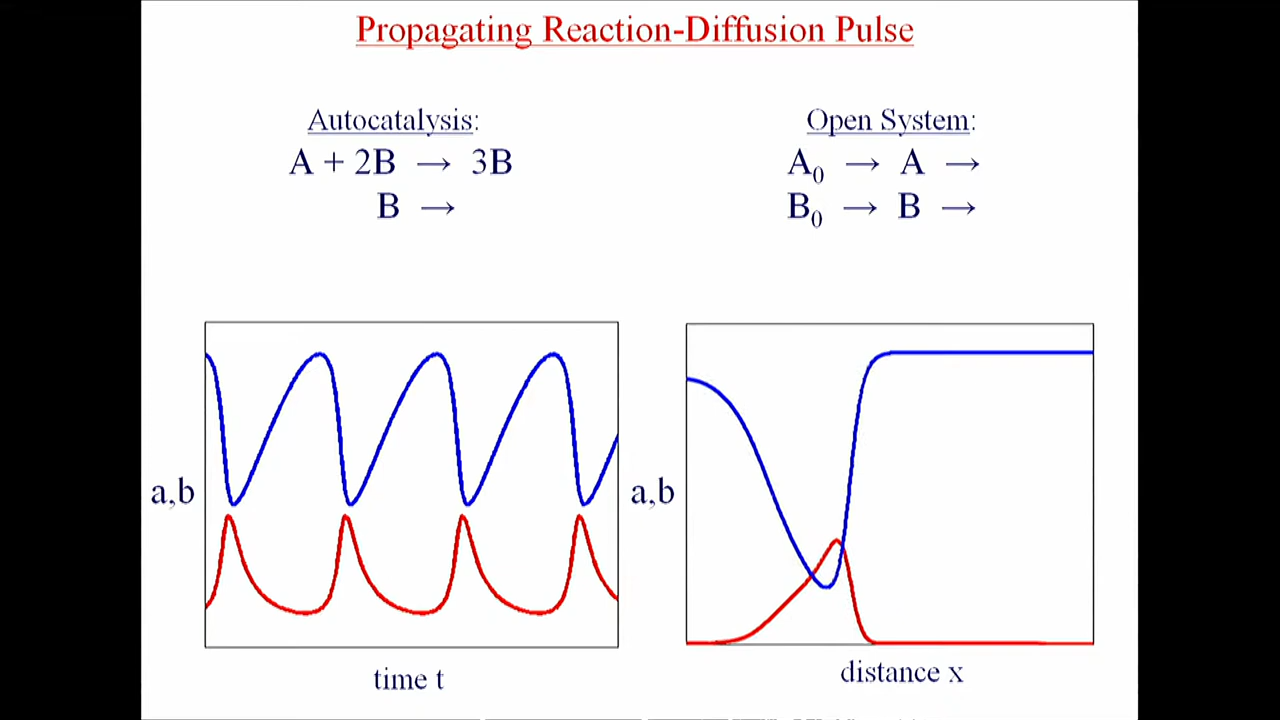 Propagating Reaction-Diffusion Pulse
Autocatalysis:
A + 2B → 3B
B →
Open System:
A₀ → A →
B₀ → B →
a,b
time t
a,b
distance x